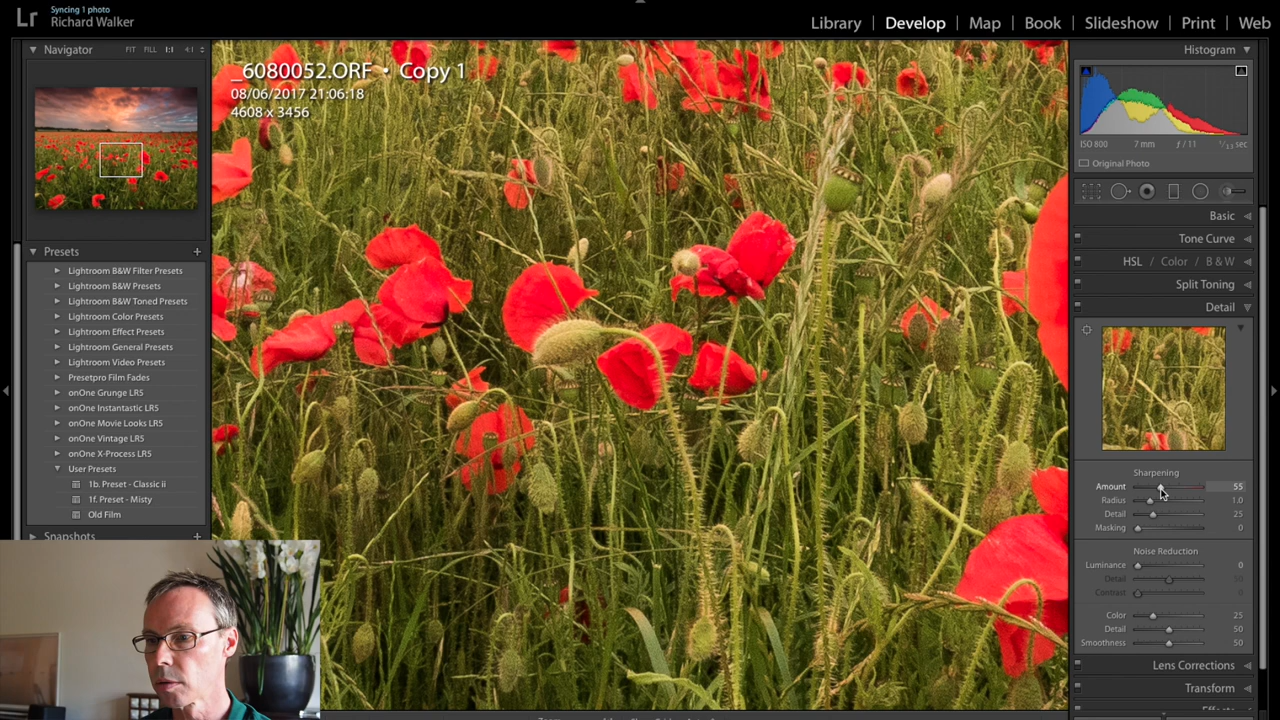 Lr
Syncing 1 photo
Richard Walker
Library | Develop | Map | Book | Slideshow | Print | Web
Navigator FIT FILL 1:1 4:1
_6080052.ORF • Copy 1
08/06/2017 21:06:18
4608 x 3456
Presets +
Lightroom B&W Filter Presets
Lightroom B&W Presets
Lightroom B&W Toned Presets
Lightroom Color Presets
Lightroom Effect Presets
Lightroom General Presets
Lightroom Video Presets
Presetpro Film Fades
onOne Grunge LR5
onOne Instantastic LR5
onOne Movie Looks LR5
onOne Vintage LR5
onOne X-Process LR5
User Presets
1b. Preset - Classic ii
1f. Preset - Misty
Old Film
Snapshots
Histogram
ISO 800 7 mm ƒ / 11 sec
Original Photo
Basic
Tone Curve
HSL / Color / B & W
Split Toning
Detail
Sharpening
Amount 55
Radius 1.0
Detail 25
Masking 0
Noise Reduction
Luminance 0
Detail 50
Contrast 0
Color 25
Detail 50
Smoothness 50
Lens Corrections
Transform
Effects